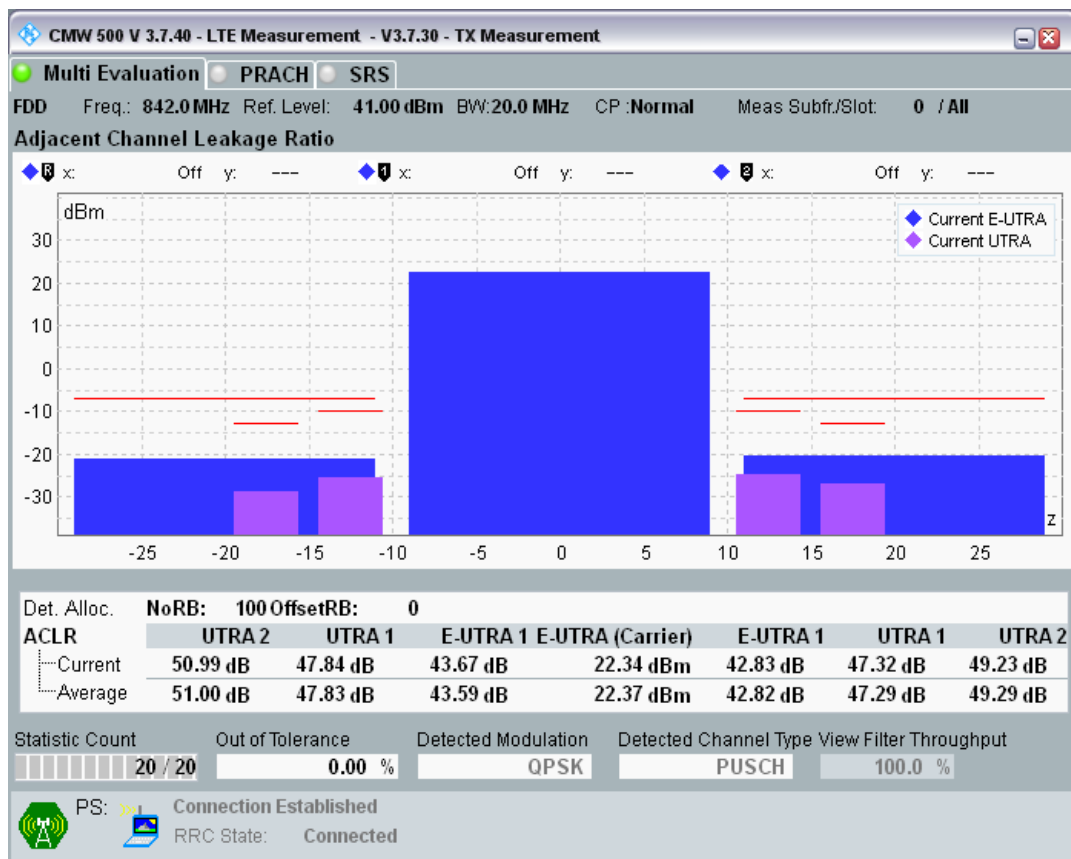 CMW 500 V 3.7.40 - LTE Measurement - V3.7.30 - TX Measurement
Multi Evaluation PRACH SRS
FDD Freq.: 842.0 MHz Ref. Level: 41.00 dBm BW:20.0 MHz CP :Normal Meas Subfr./Slot: 0 / All
Adjacent Channel Leakage Ratio
R x: Off y: --- 1 x: Off y: --- 2 x: Off y: ---
dBm
Current E-UTRA
Current UTRA
30
20
10
0
-10
-20
-30
z
-25 -20 -15 -10 -5 0 5 10 15 20 25
Det. Alloc. NoRB: 100 OffsetRB: 0
ACLR UTRA 2 UTRA 1 E-UTRA 1 E-UTRA (Carrier) E-UTRA 1 UTRA 1 UTRA 2
Current 50.99 dB 47.84 dB 43.67 dB 22.34 dBm 42.83 dB 47.32 dB 49.23 dB
Average 51.00 dB 47.83 dB 43.59 dB 22.37 dBm 42.82 dB 47.29 dB 49.29 dB
Statistic Count Out of Tolerance Detected Modulation Detected Channel Type View Filter Throughput
20 / 20 0.00 % QPSK PUSCH 100.0 %
PS: Connection Established
RRC State: Connected